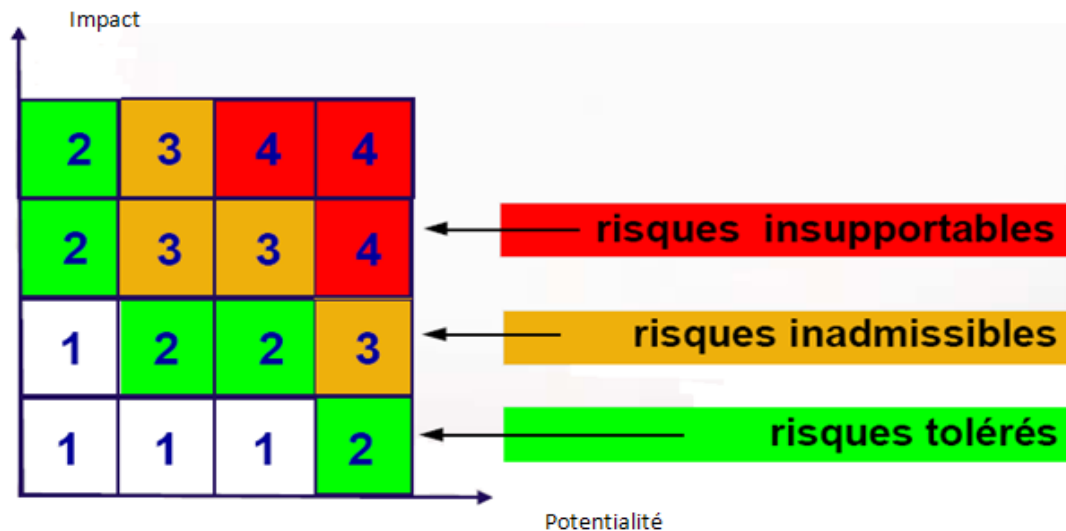 Impact
2 3 4 4
2 3 3 4
risques insupportables
1 2 2 3
risques inadmissibles
1 1 1 2
risques tolérés
Potentialité